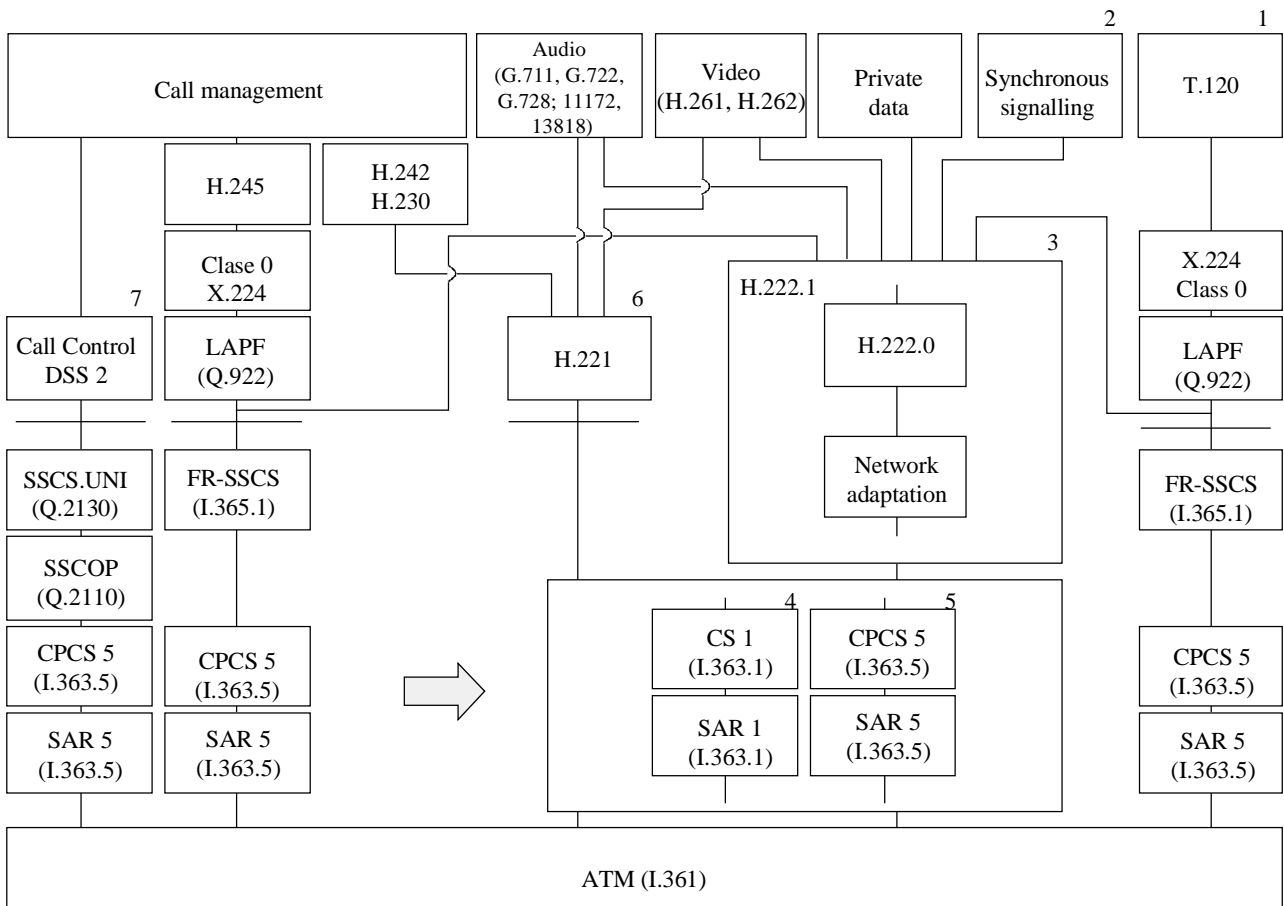 2
1
Call management
Audio
(G.711, G.722,
G.728; 11172,
13818)
Video
(H.261, H.262)
Private
data
Synchronous
signalling
T.120
H.245
H.242
H.230
Clase 0
X.224
3
X.224
Class 0
7
6
H.222.1
Call Control
DSS 2
LAPF
(Q.922)
H.221
H.222.0
LAPF
(Q.922)
SSCS.UNI
(Q.2130)
FR-SSCS
(I.365.1)
Network
adaptation
FR-SSCS
(I.365.1)
SSCOP
(Q.2110)
4
5
CPCS 5
(I.363.5)
CPCS 5
(I.363.5)
CS 1
(I.363.1)
CPCS 5
(I.363.5)
CPCS 5
(I.363.5)
SAR 5
(I.363.5)
SAR 5
(I.363.5)
SAR 1
(I.363.1)
SAR 5
(I.363.5)
SAR 5
(I.363.5)
ATM (I.361)